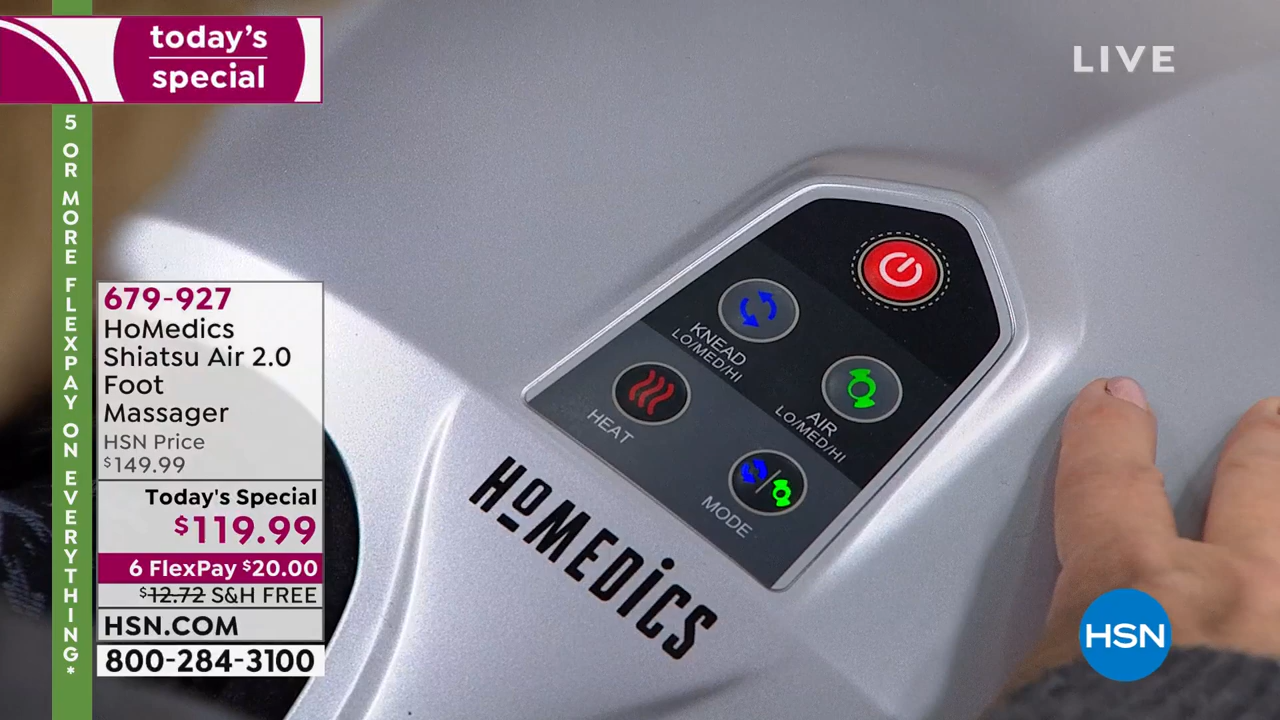 today's
special
LIVE
5 OR MORE FLEXPAY ON EVERYTHING*
679-927
HoMedics
Shiatsu Air 2.0
Foot
Massager
HSN Price
$149.99
Today's Special
$119.99
6 FlexPay $20.00
$12.72 S&H FREE
HSN.COM
800-284-3100
KNEAD
LO/MED/HI
AIR
LO/MED/HI
HEAT
MODE
HoMEDiCS
HSN